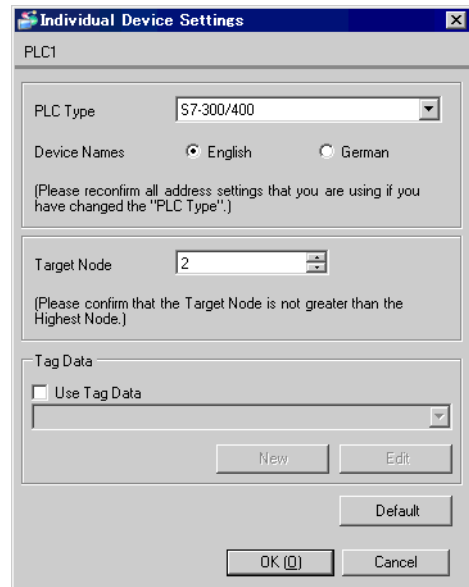 Individual Device Settings
PLC1
PLC Type S7-300/400
Device Names English German
(Please reconfirm all address settings that you are using if you
have changed the "PLC Type".)
Target Node 2
(Please confirm that the Target Node is not greater than the
Highest Node.)
Tag Data
Use Tag Data
New Edit
Default
OK (O) Cancel